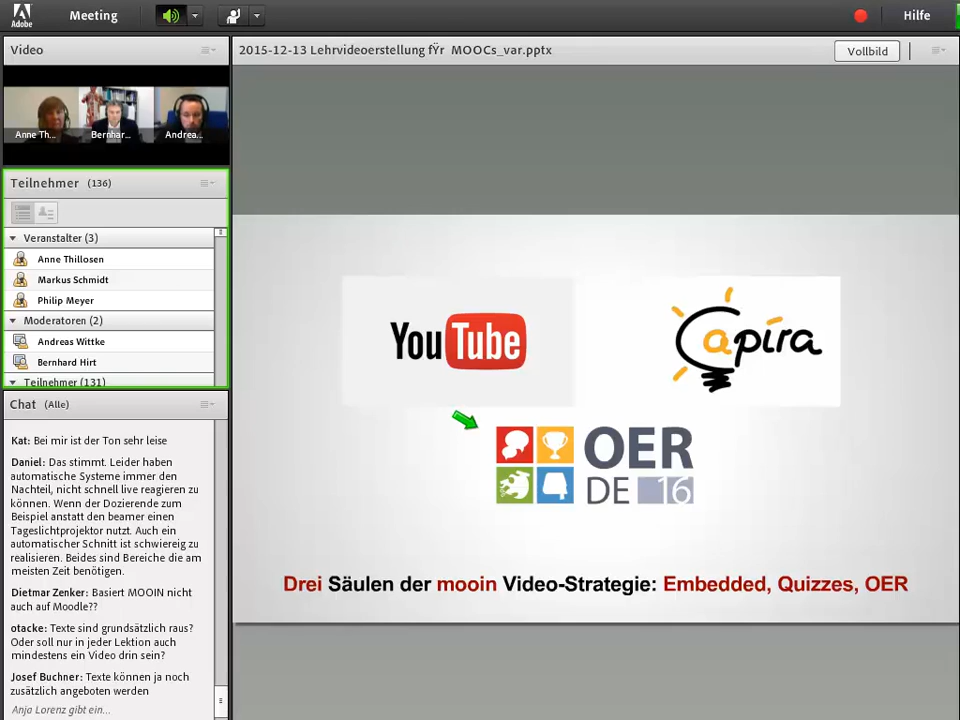 Adobe
Meeting
Hilfe
Video
Anne Th...
Bernhar...
Andrea...
Teilnehmer (136)
Veranstalter (3)
Anne Thillosen
Markus Schmidt
Philip Meyer
Moderatoren (2)
Andreas Wittke
Bernhard Hirt
Teilnehmer (131)
Chat (Alle)
Kat: Bei mir ist der Ton sehr leise
Daniel: Das stimmt. Leider haben
automatische Systeme immer den
Nachteil, nicht schnell live reagieren zu
können. Wenn der Dozierende zum
Beispiel anstatt den beamer einen
Tageslichtprojektor nutzt. Auch ein
automatischer Schnitt ist schwiereig zu
realisieren. Beides sind Bereiche die am
meisten Zeit benötigen.
Dietmar Zenker: Basiert MOOIN nicht
auch auf Moodle??
otacke: Texte sind grundsätzlich raus?
Oder soll nur in jeder Lektion auch
mindestens ein Video drin sein?
Josef Buchner: Texte können ja noch
zusätzlich angeboten werden
Anja Lorenz gibt ein...
2015-12-13 Lehrvideoerstellung fŸr MOOCs_var.pptx
Vollbild
YouTube
apira
OER
DE 16
Drei Säulen der mooin Video-Strategie: Embedded, Quizzes, OER